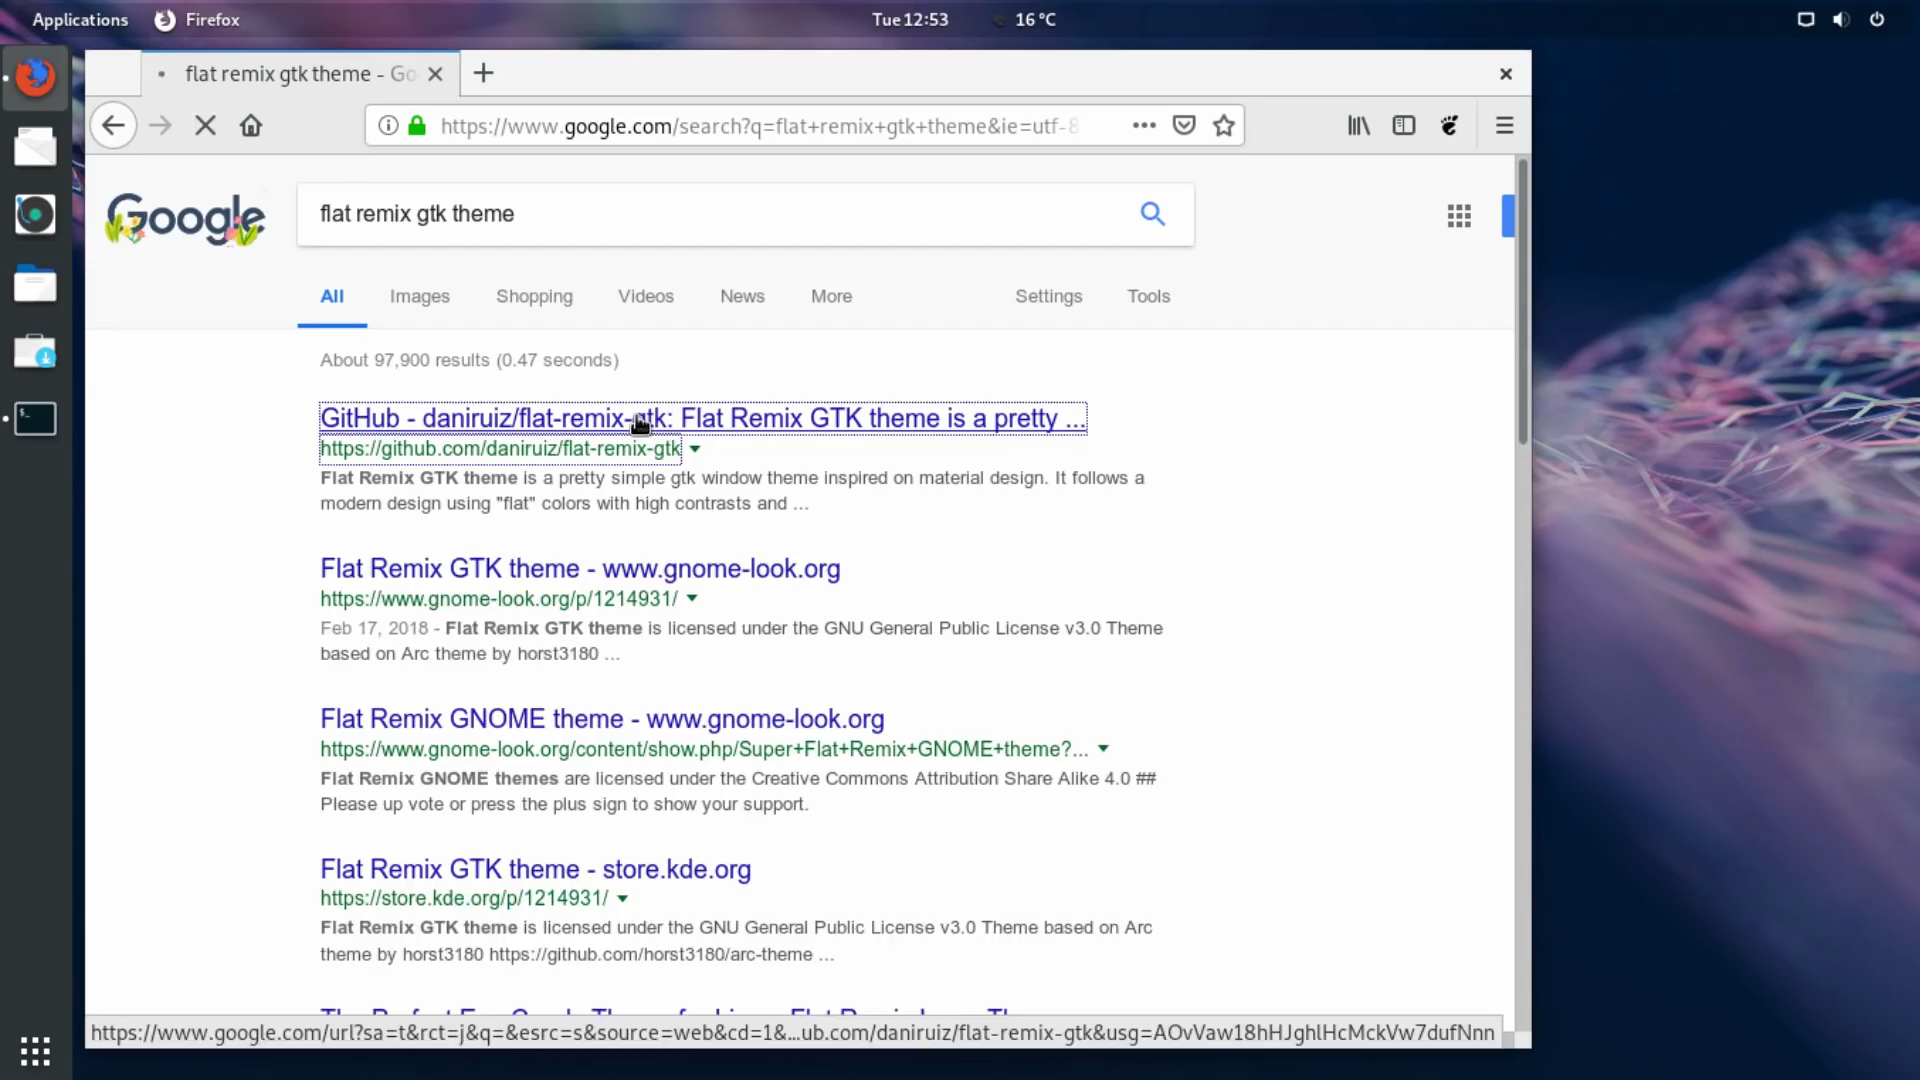 Applications Firefox Tue 12:53 16 °C
flat remix gtk theme - Go
https://www.google.com/search?q=flat+remix+gtk+theme&ie=utf-8
Google
flat remix gtk theme
All Images Shopping Videos News More Settings Tools
About 97,900 results (0.47 seconds)
GitHub - daniruiz/flat-remix-gtk: Flat Remix GTK theme is a pretty ...
https://github.com/daniruiz/flat-remix-gtk
Flat Remix GTK theme is a pretty simple gtk window theme inspired on material design. It follows a
modern design using "flat" colors with high contrasts and ...
Flat Remix GTK theme - www.gnome-look.org
https://www.gnome-look.org/p/1214931/
Feb 17, 2018 - Flat Remix GTK theme is licensed under the GNU General Public License v3.0 Theme
based on Arc theme by horst3180 ...
Flat Remix GNOME theme - www.gnome-look.org
https://www.gnome-look.org/content/show.php/Super+Flat+Remix+GNOME+theme?...
Flat Remix GNOME themes are licensed under the Creative Commons Attribution Share Alike 4.0 ##
Please up vote or press the plus sign to show your support.
Flat Remix GTK theme - store.kde.org
https://store.kde.org/p/1214931/
Flat Remix GTK theme is licensed under the GNU General Public License v3.0 Theme based on Arc
theme by horst3180 https://github.com/horst3180/arc-theme ...
https://www.google.com/url?sa=t&rct=j&q=&esrc=s&source=web&cd=1&...ub.com/daniruiz/flat-remix-gtk&usg=AOvVaw18hHJghlHcMckVw7dufNnn